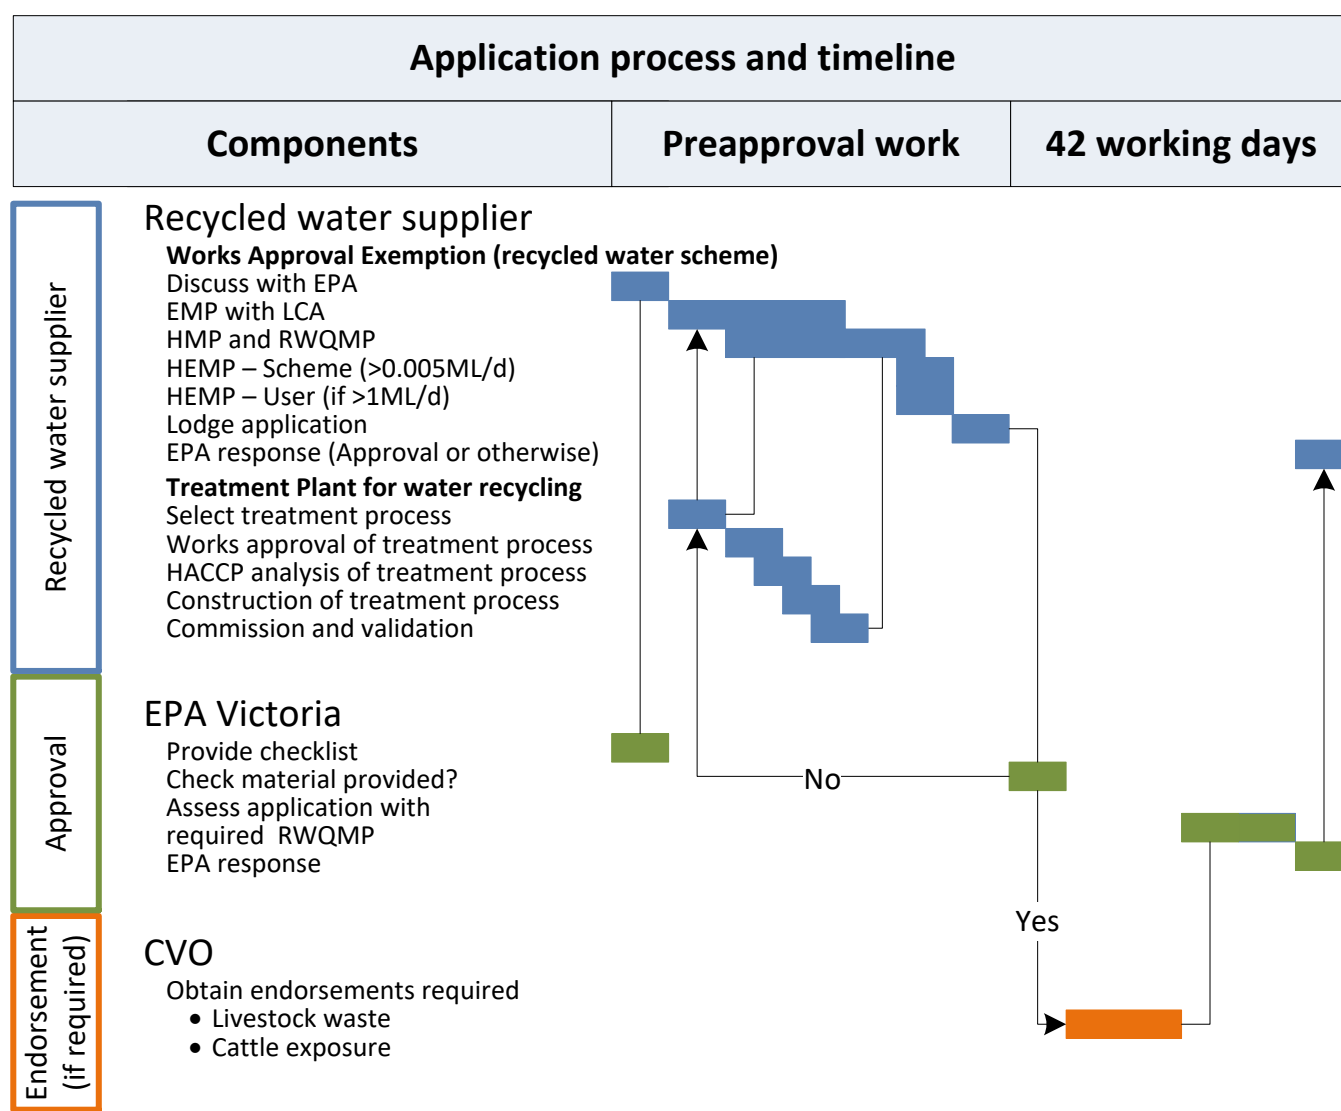 Application process and timeline
Components
Preapproval work
42 working days
Recycled water supplier
Recycled water supplier
Works Approval Exemption (recycled water scheme)
Discuss with EPA
EMP with LCA
HMP and RWQMP
HEMP – Scheme (>0.005ML/d)
HEMP – User (if >1ML/d)
Lodge application
EPA response (Approval or otherwise)
Treatment Plant for water recycling
Select treatment process
Works approval of treatment process
HACCP analysis of treatment process
Construction of treatment process
Commission and validation
Approval
EPA Victoria
Provide checklist
Check material provided?
No
Assess application with
required RWQMP
EPA response
Yes
Endorsement
(if required)
CVO
Obtain endorsements required
• Livestock waste
• Cattle exposure